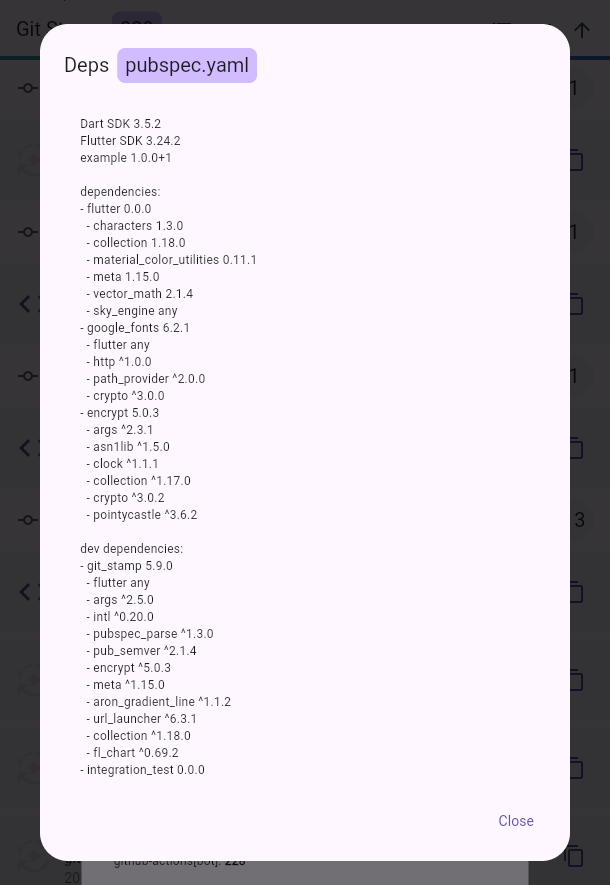 Git
Deps pubspec.yaml
Dart SDK 3.5.2
Flutter SDK 3.24.2
example 1.0.0+1
dependencies:
- flutter 0.0.0
- characters 1.3.0
- collection 1.18.0
- material_color_utilities 0.11.1
- meta 1.15.0
- vector_math 2.1.4
- sky_engine any
- google_fonts 6.2.1
- flutter any
- http ^1.0.0
- path_provider ^2.0.0
- crypto ^3.0.0
- encrypt 5.0.3
- args ^2.3.1
- asn1lib ^1.5.0
- clock ^1.1.1
- collection ^1.17.0
- crypto ^3.0.2
- pointycastle ^3.6.2
dev dependencies:
- git_stamp 5.9.0
- flutter any
- args ^2.5.0
- intl ^0.20.0
- pubspec_parse ^1.3.0
- pub_semver ^2.1.4
- encrypt ^5.0.3
- meta ^1.15.0
- aron_gradient_line ^1.1.2
- url_launcher ^6.3.1
- collection ^1.18.0
- fl_chart ^0.69.2
- integration_test 0.0.0
Close
1
1
1
3
github-actions[bot]: 228
20